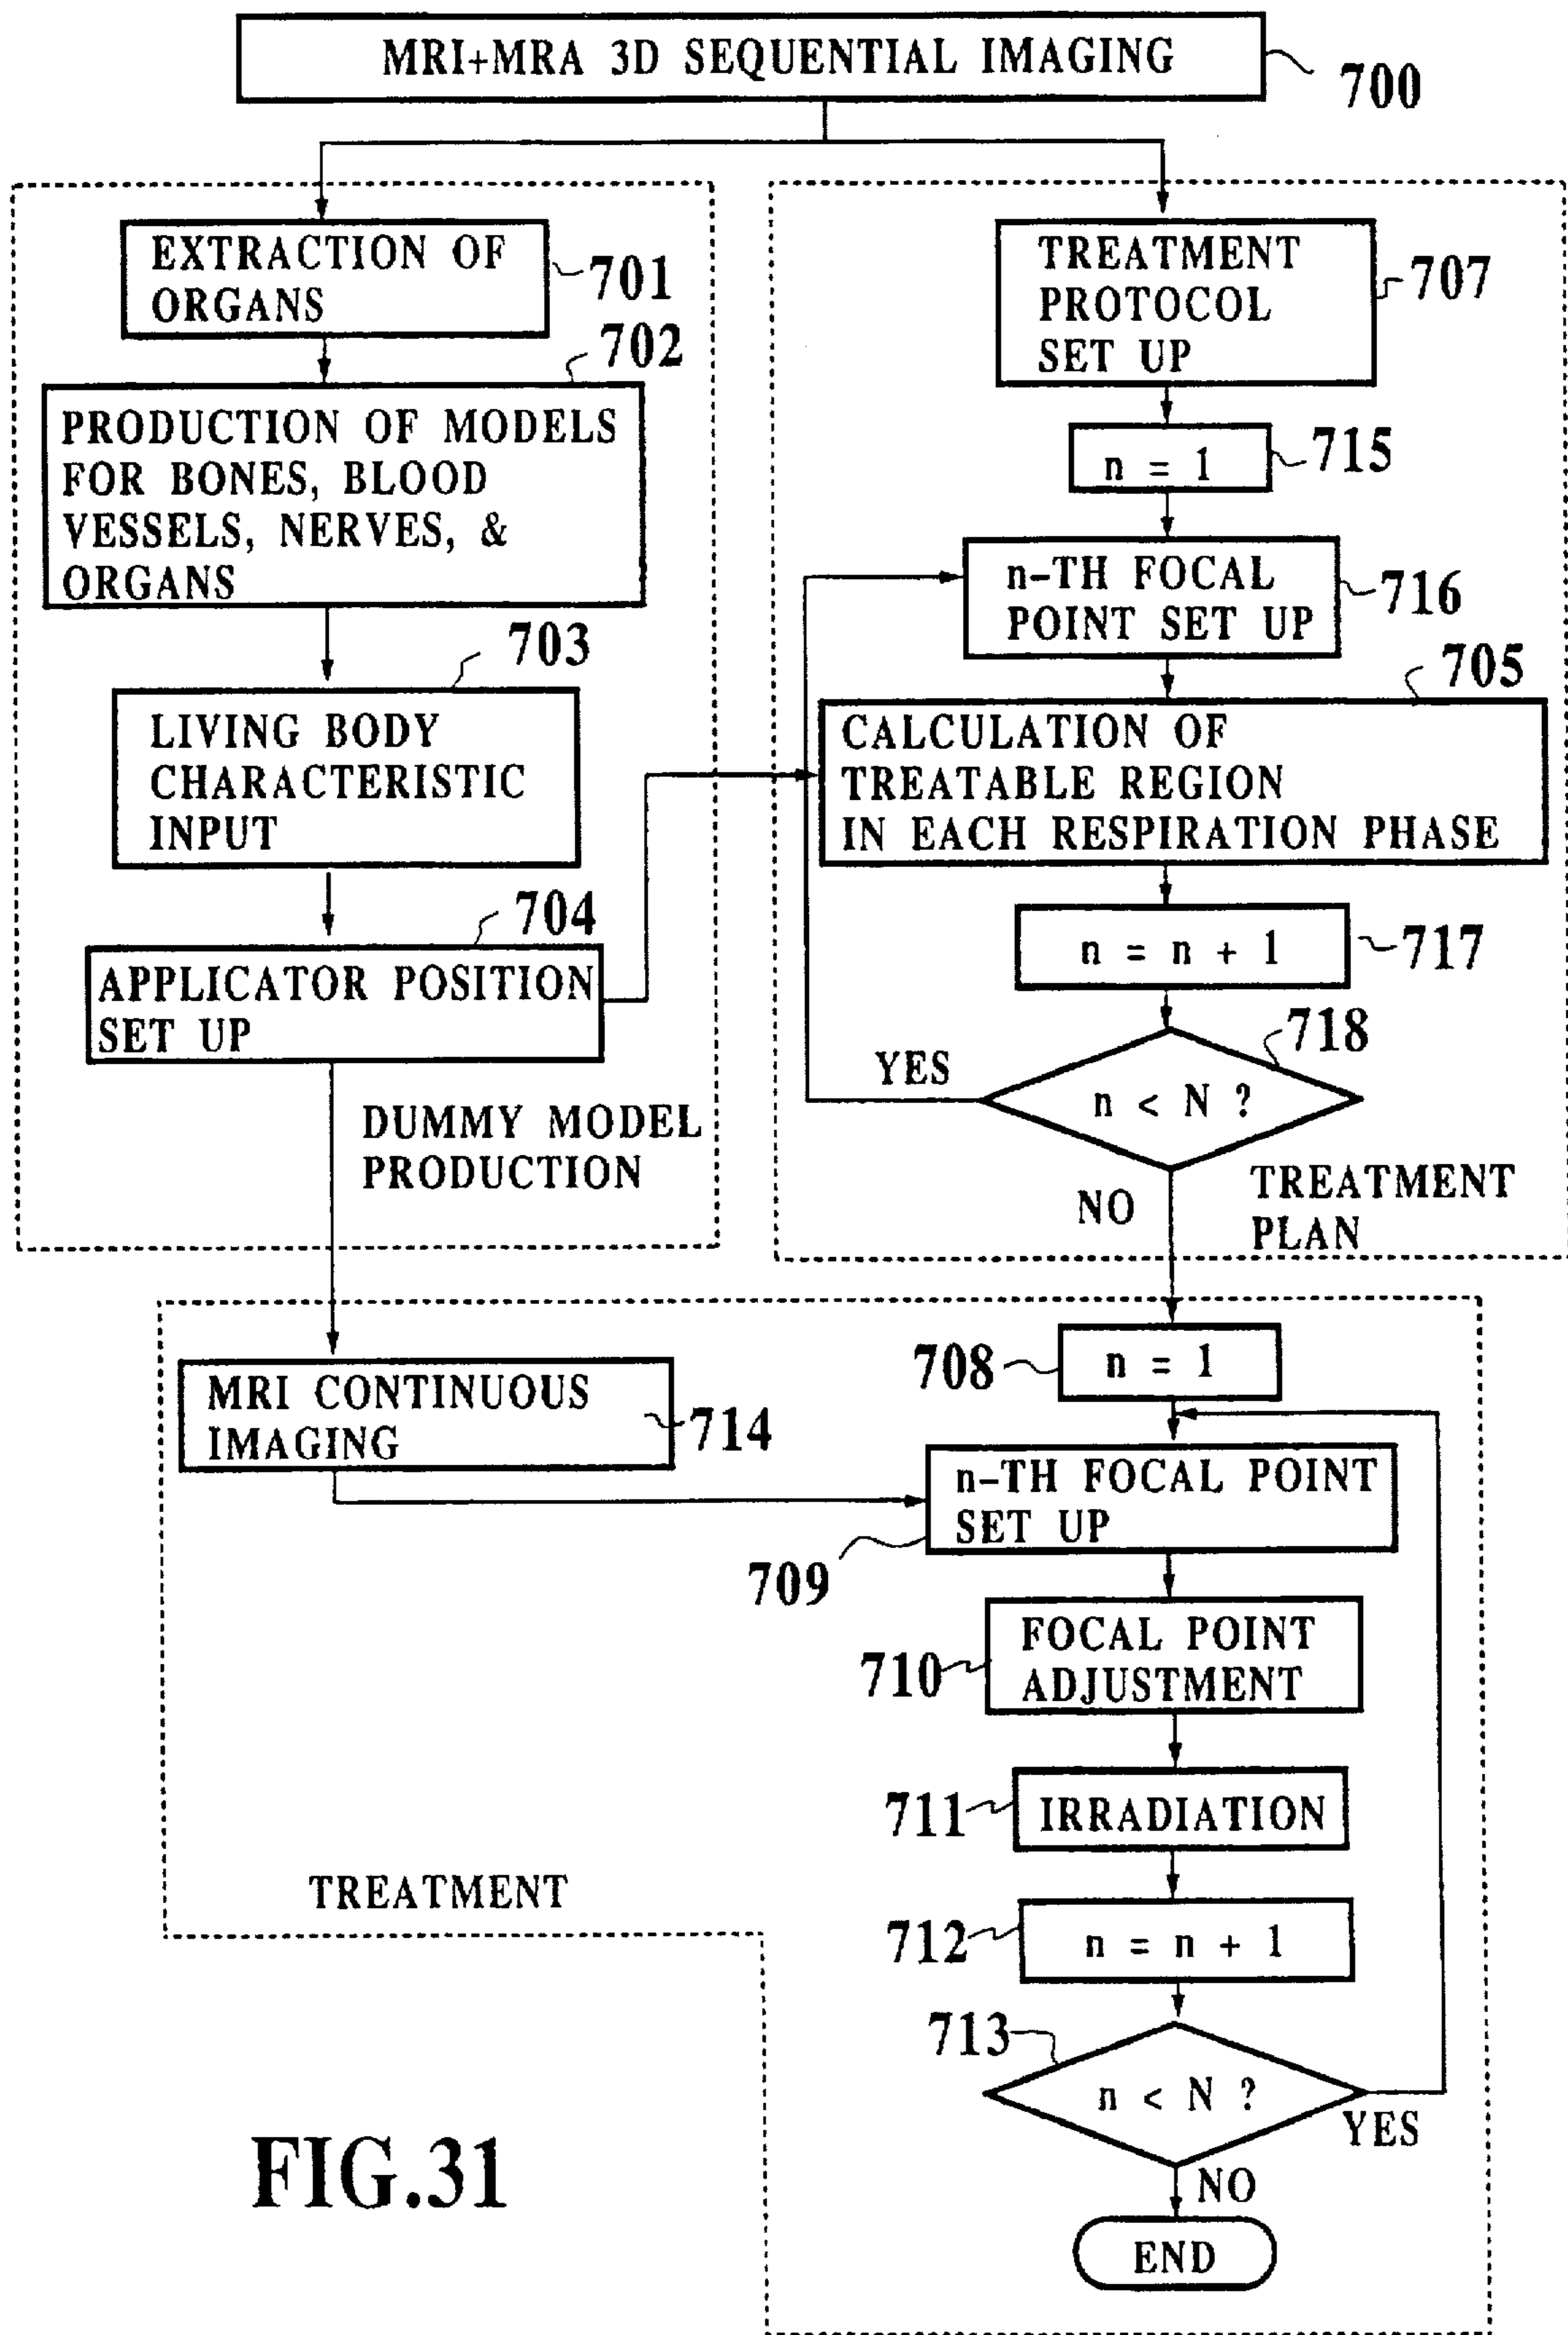 MRI+MRA 3D SEQUENTIAL IMAGING
700
EXTRACTION OF
ORGANS
701
702
PRODUCTION OF MODELS
FOR BONES, BLOOD
VESSELS, NERVES, &
ORGANS
703
LIVING BODY
CHARACTERISTIC
INPUT
704
APPLICATOR POSITION
SET UP
DUMMY MODEL
PRODUCTION
TREATMENT
PROTOCOL
SET UP
707
n = 1
715
n-TH FOCAL
POINT SET UP
716
705
CALCULATION OF
TREATABLE REGION
IN EACH RESPIRATION PHASE
n = n + 1
717
718
YES
n < N ?
NO
TREATMENT
PLAN
MRI CONTINUOUS
IMAGING
714
708
n = 1
n-TH FOCAL POINT
SET UP
709
FOCAL POINT
ADJUSTMENT
710
711
IRRADIATION
TREATMENT
712
n = n + 1
713
n < N ?
YES
NO
END
FIG.31